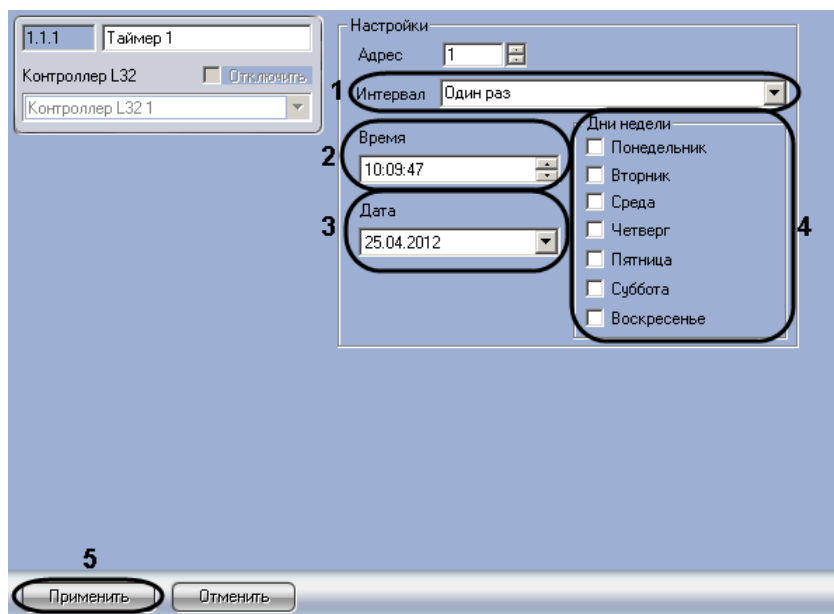 1.1.1 Таймер 1
Контроллер L32 Отключить
Контроллер L32 1
Настройки
Адрес 1
1 Интервал Один раз
2 Время
10:09:47
3 Дата
25.04.2012
Дни недели
Понедельник
Вторник
Среда
Четверг
Пятница
Суббота
Воскресенье
4
5
Применить Отменить